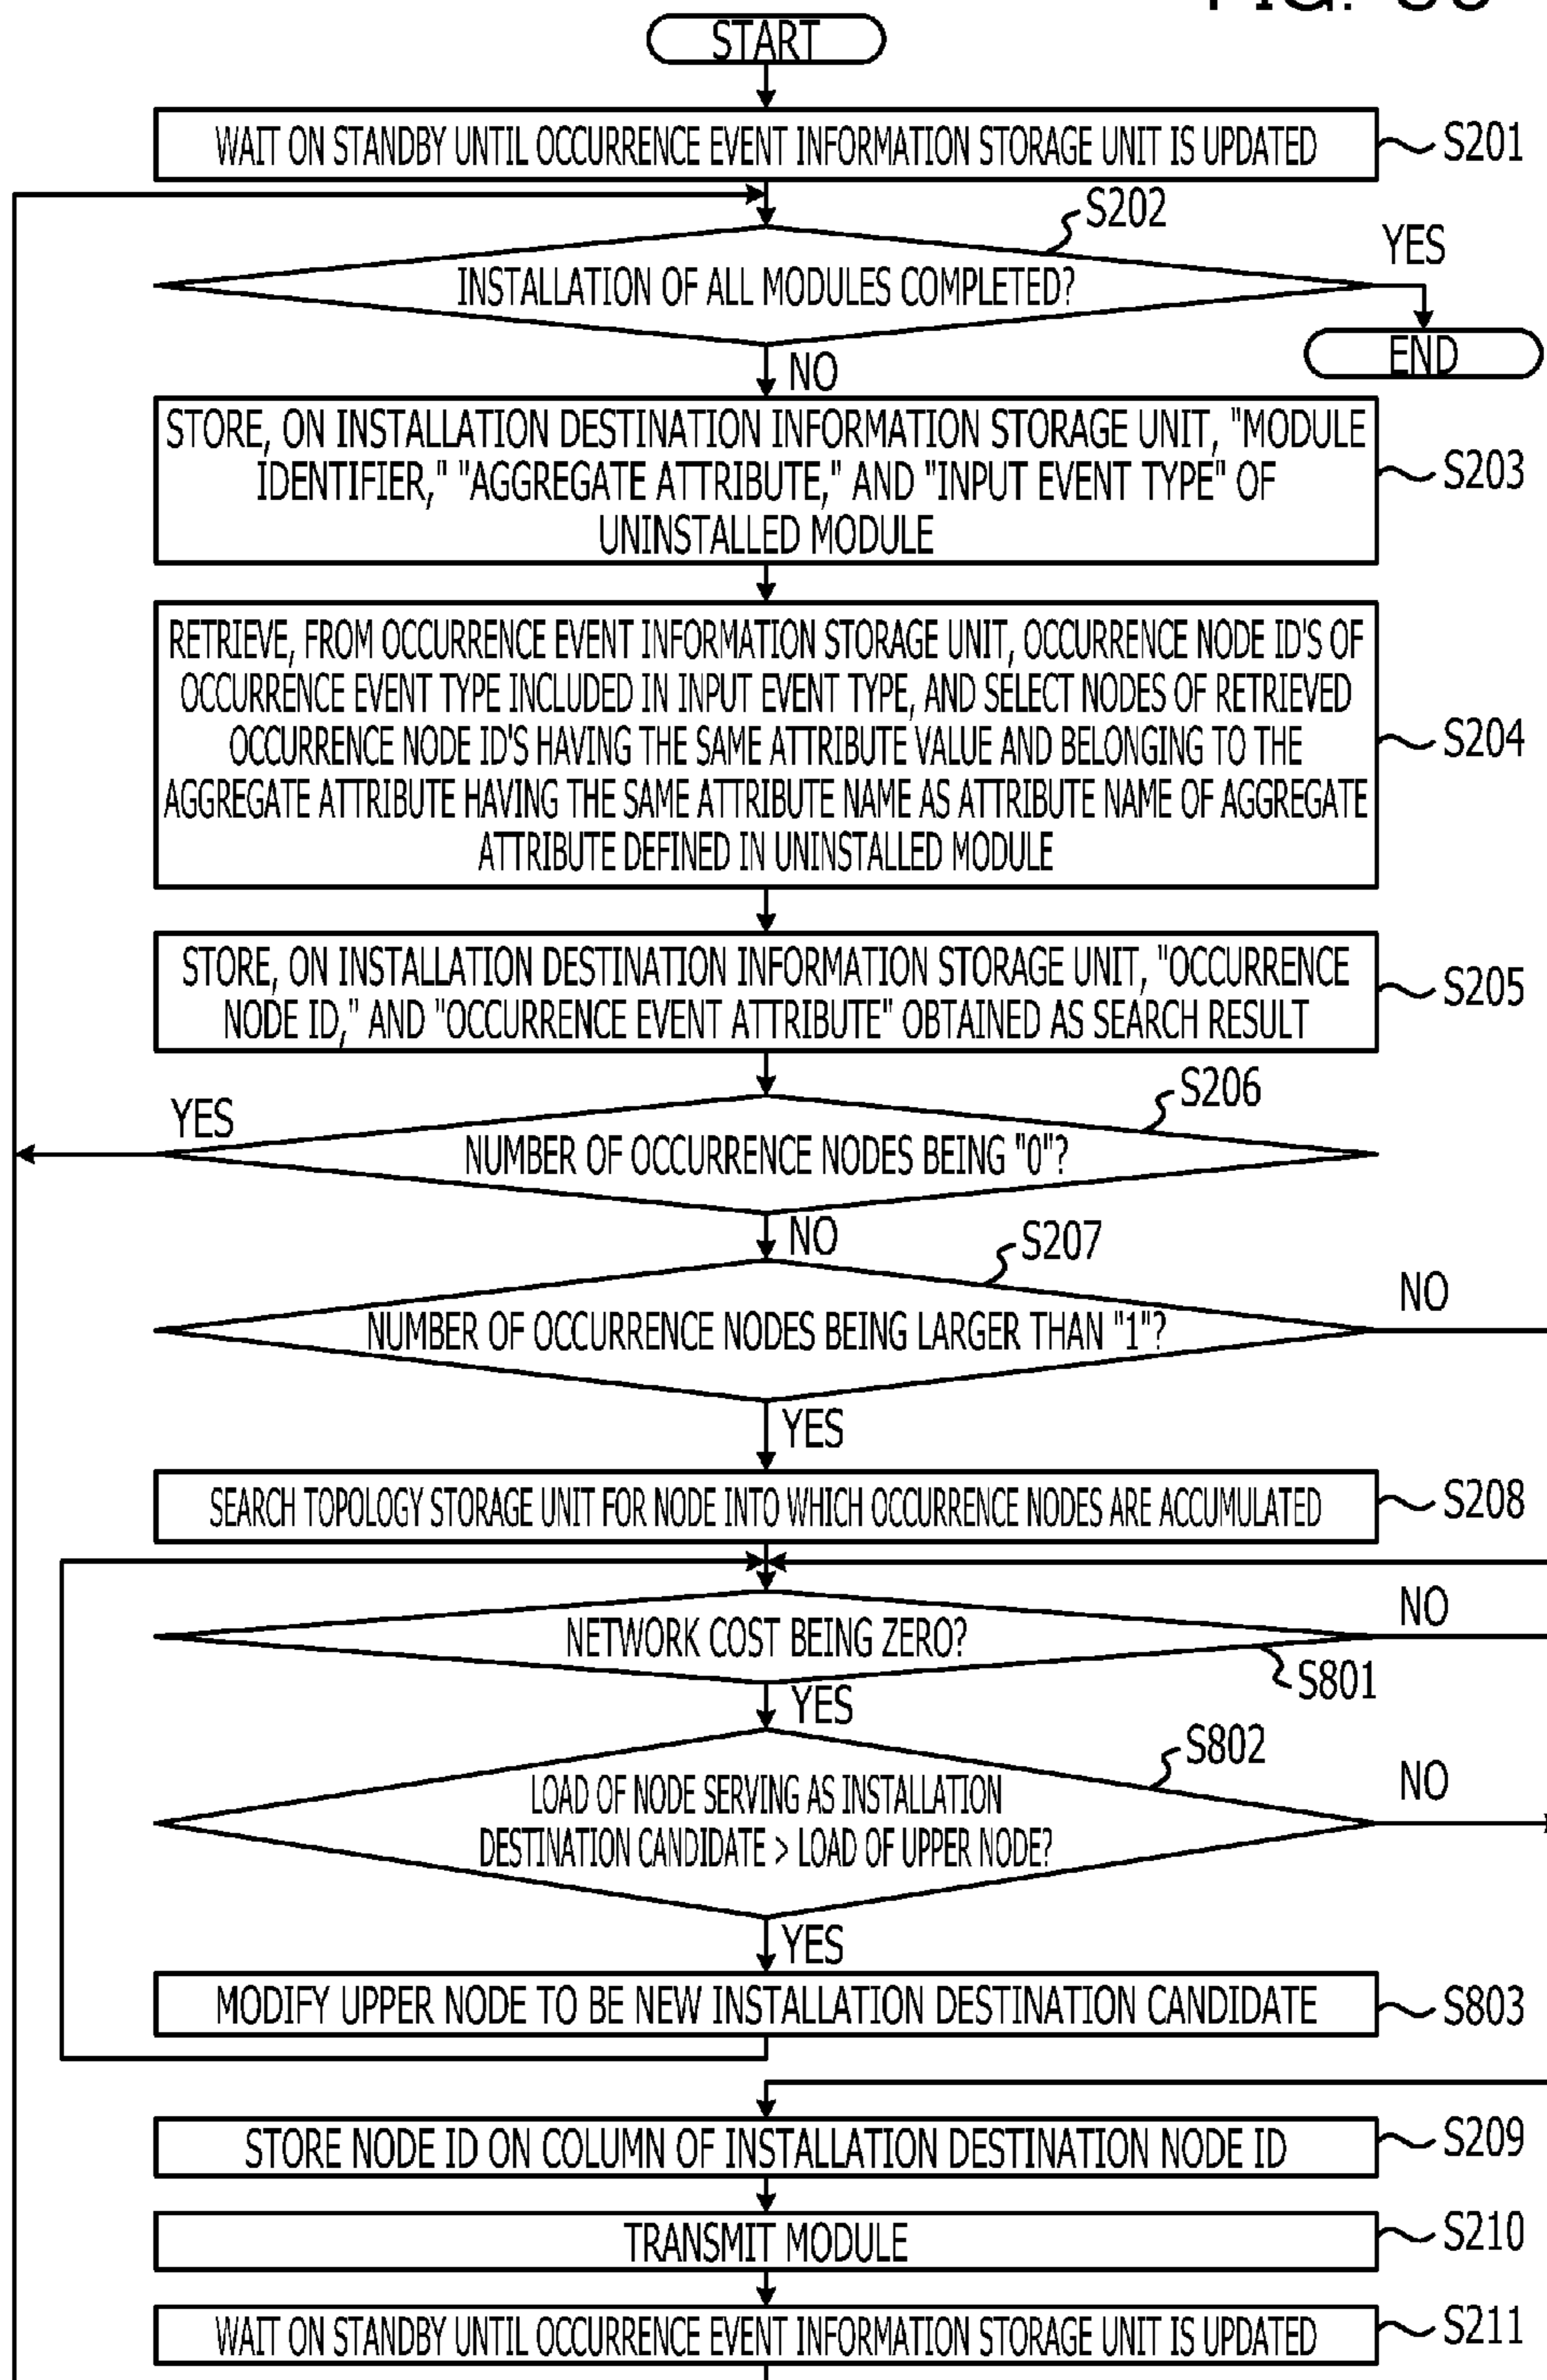 START
WAIT ON STANDBY UNTIL OCCURRENCE EVENT INFORMATION STORAGE UNIT IS UPDATED
S201
S202
YES
INSTALLATION OF ALL MODULES COMPLETED?
END
NO
STORE, ON INSTALLATION DESTINATION INFORMATION STORAGE UNIT, "MODULE
IDENTIFIER," "AGGREGATE ATTRIBUTE," AND "INPUT EVENT TYPE" OF
UNINSTALLED MODULE
S203
RETRIEVE, FROM OCCURRENCE EVENT INFORMATION STORAGE UNIT, OCCURRENCE NODE ID'S OF
OCCURRENCE EVENT TYPE INCLUDED IN INPUT EVENT TYPE, AND SELECT NODES OF RETRIEVED
OCCURRENCE NODE ID'S HAVING THE SAME ATTRIBUTE VALUE AND BELONGING TO THE
AGGREGATE ATTRIBUTE HAVING THE SAME ATTRIBUTE NAME AS ATTRIBUTE NAME OF AGGREGATE
ATTRIBUTE DEFINED IN UNINSTALLED MODULE
S204
STORE, ON INSTALLATION DESTINATION INFORMATION STORAGE UNIT, "OCCURRENCE
NODE ID," AND "OCCURRENCE EVENT ATTRIBUTE" OBTAINED AS SEARCH RESULT
S205
S206
YES
NUMBER OF OCCURRENCE NODES BEING "0"?
NO
S207
NO
NUMBER OF OCCURRENCE NODES BEING LARGER THAN "1"?
YES
SEARCH TOPOLOGY STORAGE UNIT FOR NODE INTO WHICH OCCURRENCE NODES ARE ACCUMULATED
S208
NO
NETWORK COST BEING ZERO?
S801
YES
S802
NO
LOAD OF NODE SERVING AS INSTALLATION
DESTINATION CANDIDATE > LOAD OF UPPER NODE?
YES
MODIFY UPPER NODE TO BE NEW INSTALLATION DESTINATION CANDIDATE
S803
STORE NODE ID ON COLUMN OF INSTALLATION DESTINATION NODE ID
S209
TRANSMIT MODULE
S210
WAIT ON STANDBY UNTIL OCCURRENCE EVENT INFORMATION STORAGE UNIT IS UPDATED
S211